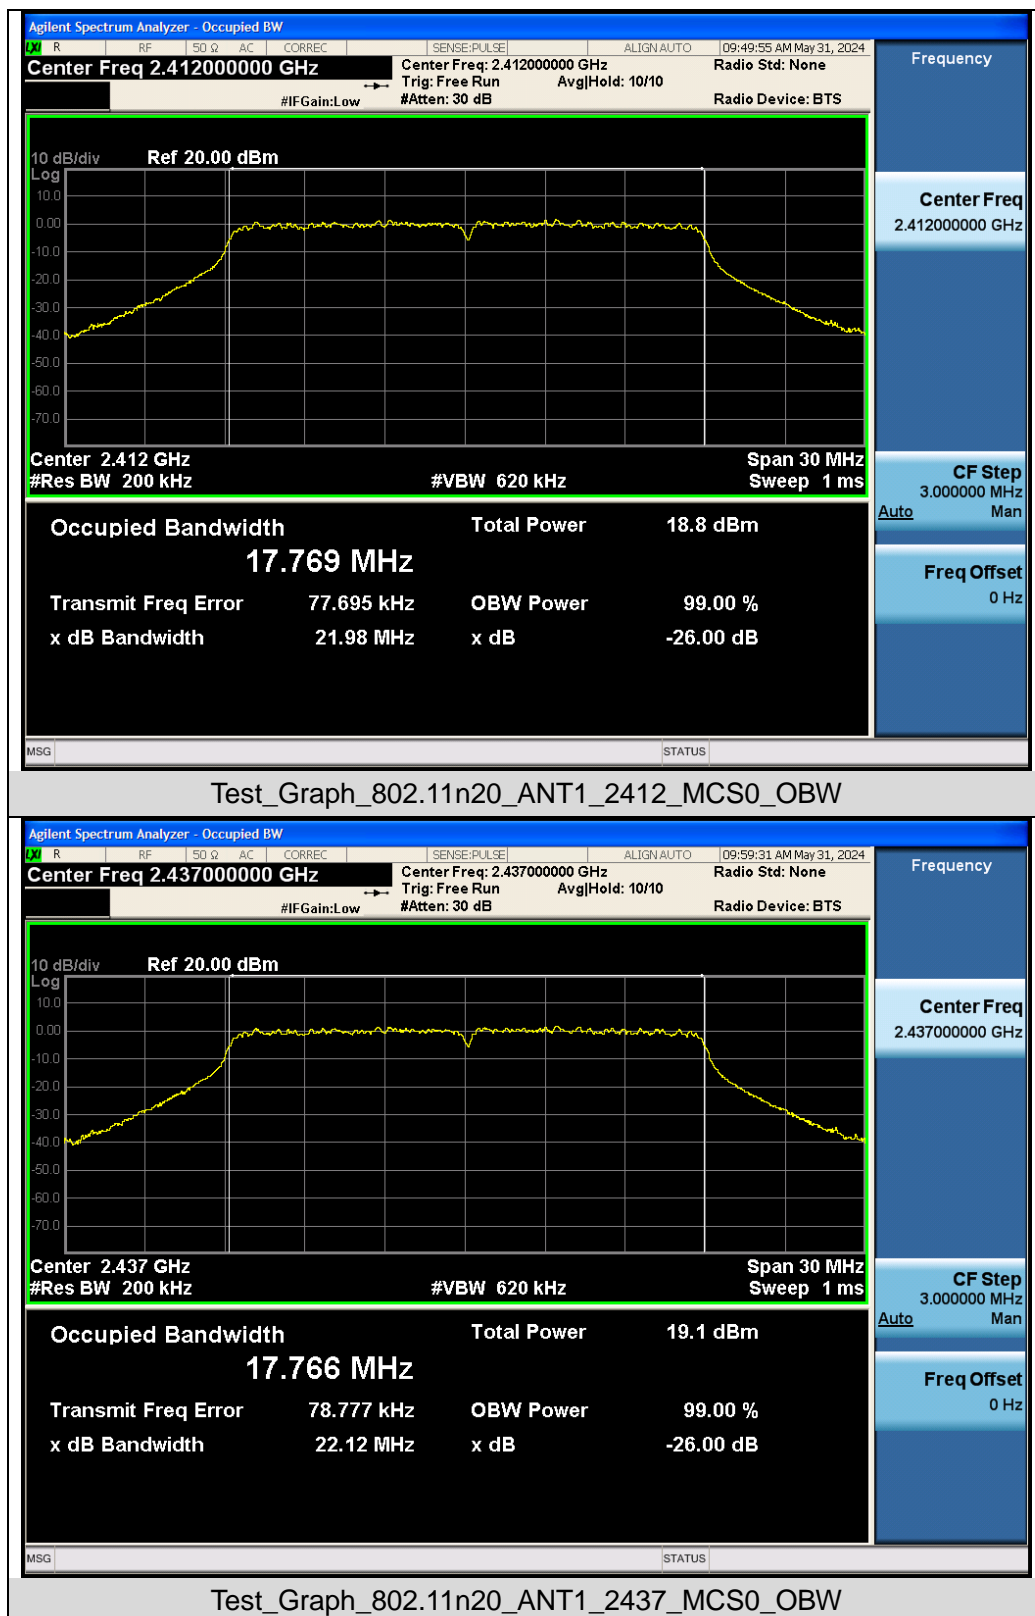 Agilent Spectrum Analyzer - Occupied BW
LXI R RF 50 Ω AC CORREC SENSE:PULSE ALIGN AUTO 09:49:55 AM May 31, 2024
Center Freq 2.412000000 GHz
Center Freq: 2.412000000 GHz
Radio Std: None
Trig: Free Run Avg|Hold: 10/10
#IFGain:Low
#Atten: 30 dB
Radio Device: BTS
Frequency
10 dB/div Ref 20.00 dBm
Log
10.0
0.00
-10.0
-20.0
-30.0
-40.0
-50.0
-60.0
-70.0
Center 2.412 GHz Span 30 MHz
#Res BW 200 kHz #VBW 620 kHz Sweep 1 ms
Center Freq
2.412000000 GHz
CF Step
3.000000 MHz
Auto Man
Freq Offset
0 Hz
Occupied Bandwidth Total Power 18.8 dBm
17.769 MHz
Transmit Freq Error 77.695 kHz OBW Power 99.00 %
x dB Bandwidth 21.98 MHz x dB -26.00 dB
MSG STATUS
Test_Graph_802.11n20_ANT1_2412_MCS0_OBW
Agilent Spectrum Analyzer - Occupied BW
LXI R RF 50 Ω AC CORREC SENSE:PULSE ALIGN AUTO 09:59:31 AM May 31, 2024
Center Freq 2.437000000 GHz
Center Freq: 2.437000000 GHz
Radio Std: None
Trig: Free Run Avg|Hold: 10/10
#IFGain:Low
#Atten: 30 dB
Radio Device: BTS
Frequency
10 dB/div Ref 20.00 dBm
Log
10.0
0.00
-10.0
-20.0
-30.0
-40.0
-50.0
-60.0
-70.0
Center 2.437 GHz Span 30 MHz
#Res BW 200 kHz #VBW 620 kHz Sweep 1 ms
Center Freq
2.437000000 GHz
CF Step
3.000000 MHz
Auto Man
Freq Offset
0 Hz
Occupied Bandwidth Total Power 19.1 dBm
17.766 MHz
Transmit Freq Error 78.777 kHz OBW Power 99.00 %
x dB Bandwidth 22.12 MHz x dB -26.00 dB
MSG STATUS
Test_Graph_802.11n20_ANT1_2437_MCS0_OBW